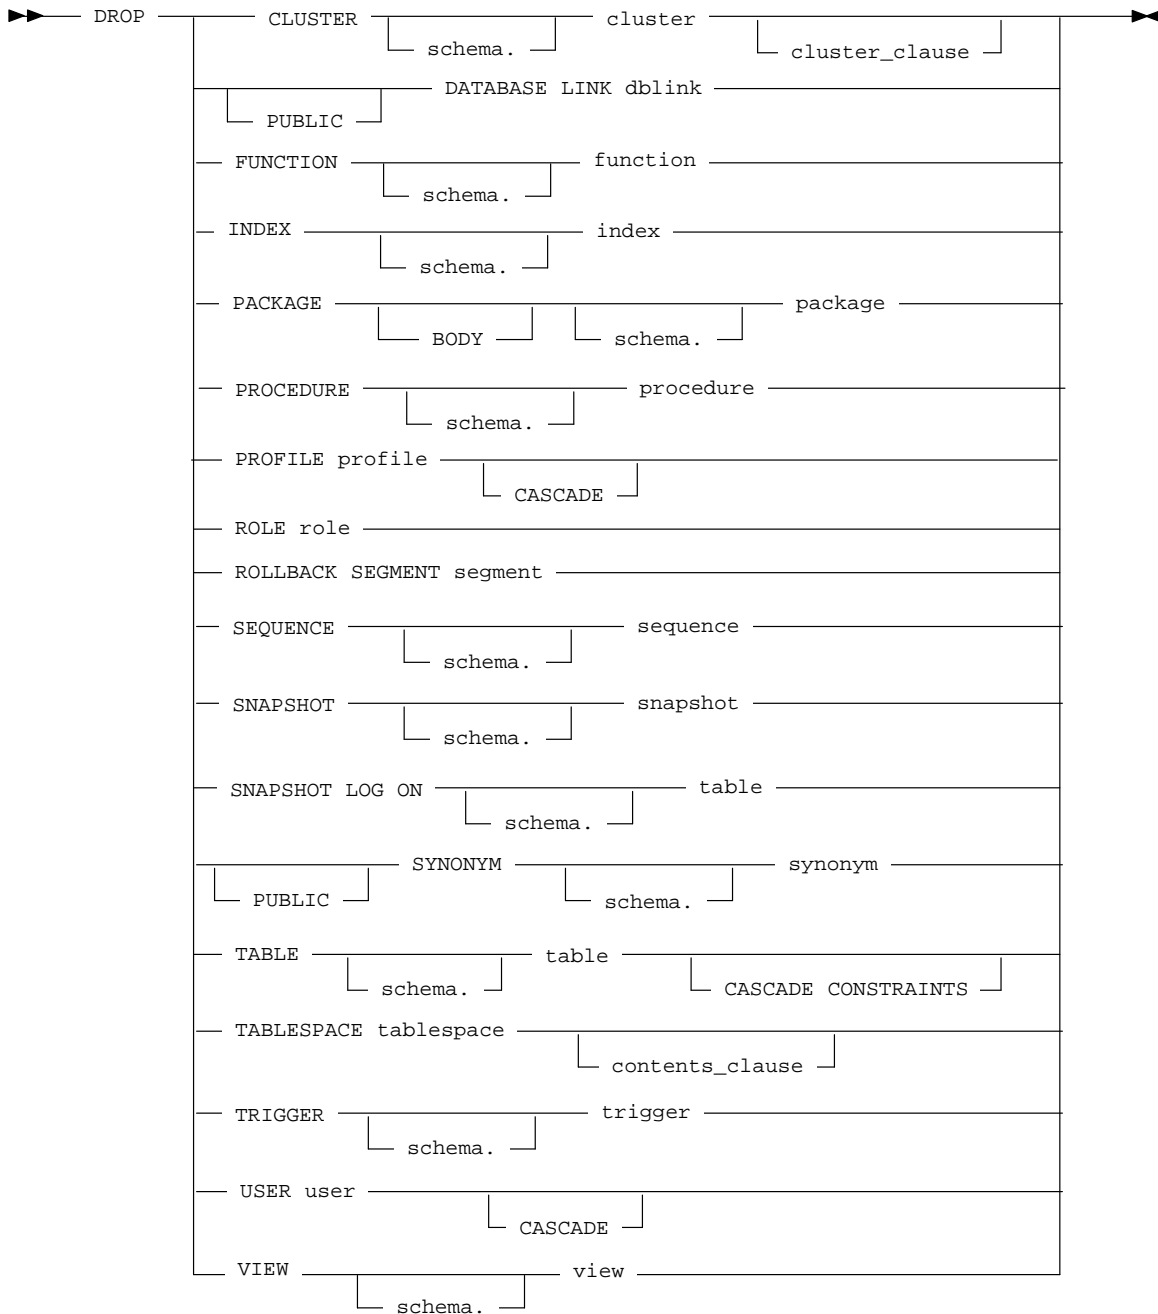 DROP CLUSTER schema. cluster cluster_clause
PUBLIC DATABASE LINK dblink
FUNCTION schema. function
INDEX schema. index
PACKAGE BODY schema. package
PROCEDURE schema. procedure
PROFILE profile CASCADE
ROLE role
ROLLBACK SEGMENT segment
SEQUENCE schema. sequence
SNAPSHOT schema. snapshot
SNAPSHOT LOG ON schema. table
PUBLIC SYNONYM schema. synonym
TABLE schema. table CASCADE CONSTRAINTS
TABLESPACE tablespace contents_clause
TRIGGER schema. trigger
USER user CASCADE
VIEW schema. view